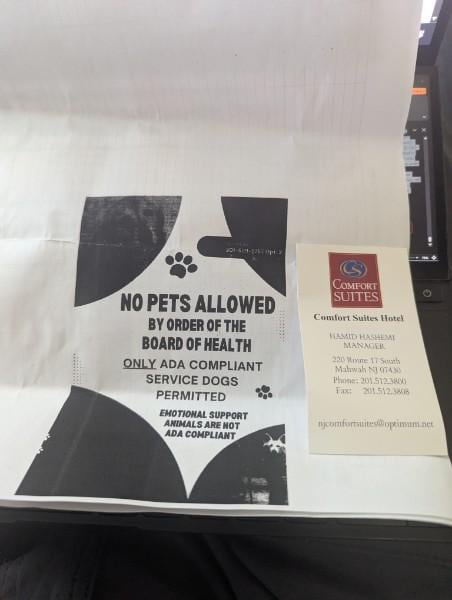 NO PETS ALLOWED
BY ORDER OF THE
BOARD OF HEALTH
ONLY ADA COMPLIANT
SERVICE DOGS
PERMITTED
EMOTIONAL SUPPORT
ANIMALS ARE NOT
ADA COMPLIANT
COMFORT
SUITES
Comfort Suites Hotel
HAMID HASHEMI
MANAGER
220 Route 17 South
Mahwah NJ 07430
Phone: 201.512.3800
Fax: 201.512.3808
njcomfortsuites@optimum.net